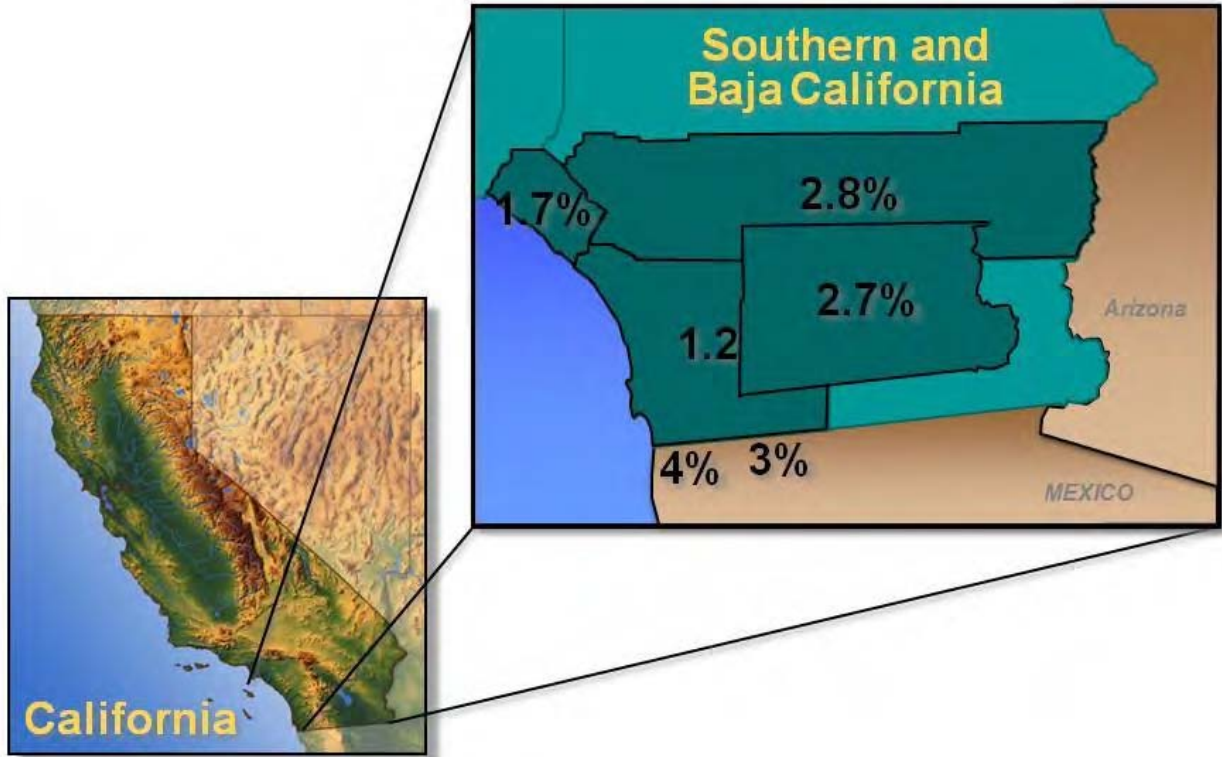 Southern and
Baja California
1.7%
2.8%
2.7%
Arizona
1.2
4%
3%
MEXICO
California